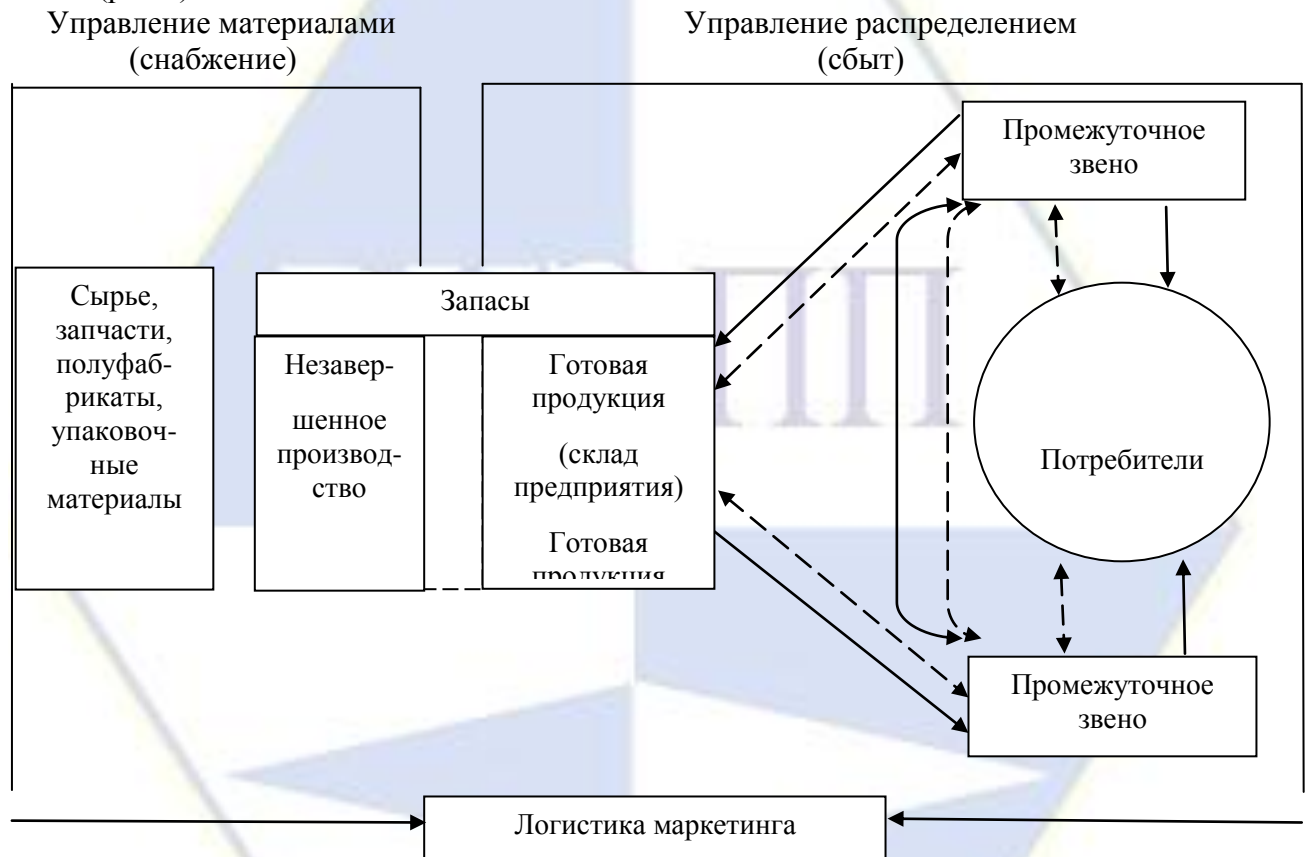 Управление материалами
(снабжение)
Управление распределением
(сбыт)
Промежуточное
звено
Сырье,
запчасти,
полуфаб-
рикаты,
упаковоч-
ные
материалы
Запасы
Незавер-
шенное
производ-
ство
Готовая
продукция
(склад
предприятия)
Готовая
продукция
Потребители
Промежуточное
звено
Логистика маркетинга